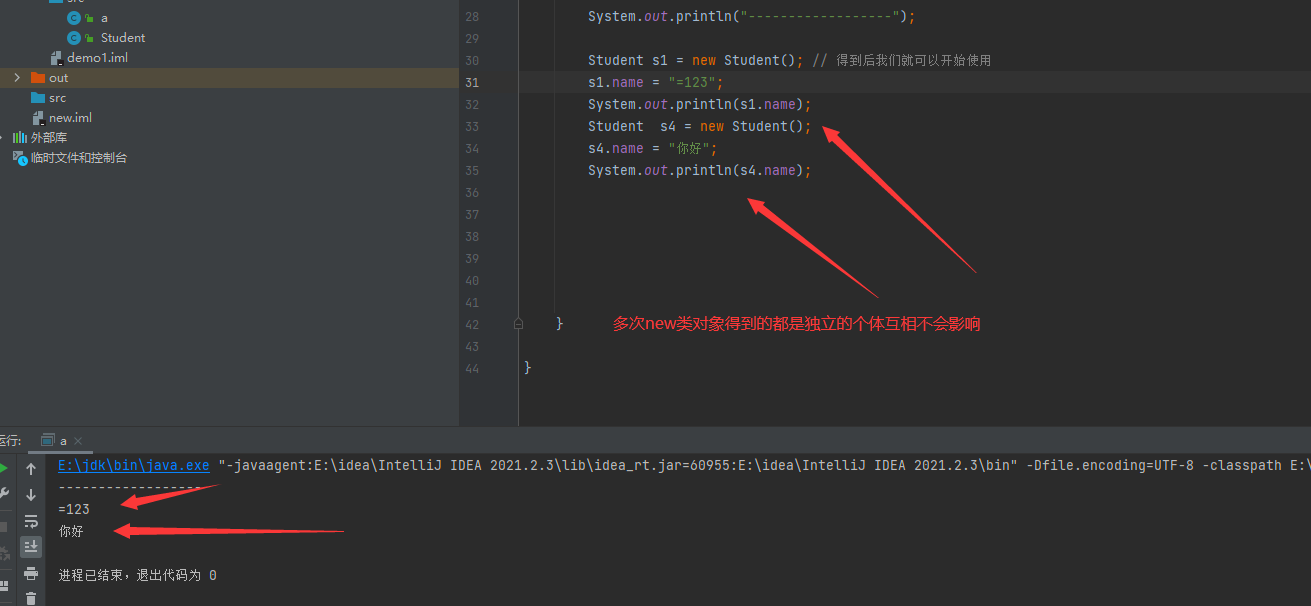 src
a
Student
demo1.iml
out
src
new.iml
外部库
临时文件和控制台
28 System.out.println("------------------");
29
30 Student s1 = new Student(); // 得到后我们就可以开始使用
31 s1.name = "=123";
32 System.out.println(s1.name);
33 Student  s4 = new Student();
34 s4.name = "你好";
35 System.out.println(s4.name);
36
37
38
39
40
41
42 } 多次new类对象得到的都是独立的个体互相不会影响
43
44 }
运行: a
E:\jdk\bin\java.exe "-javaagent:E:\idea\IntelliJ IDEA 2021.2.3\lib\idea_rt.jar=60955:E:\idea\IntelliJ IDEA 2021.2.3\bin" -Dfile.encoding=UTF-8 -classpath E:\
------------------
=123
你好
进程已结束，退出代码为 0